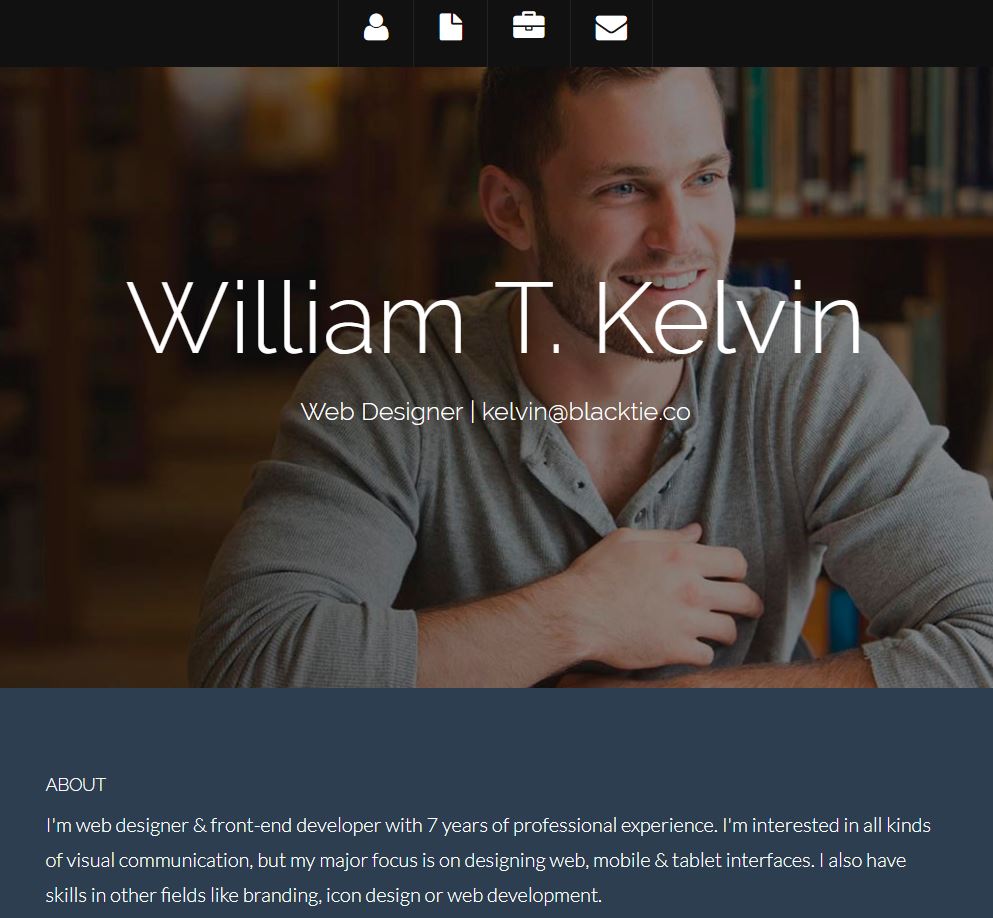 William T. Kelvin
Web Designer | kelvin@blacktie.co
ABOUT
I'm web designer & front-end developer with 7 years of professional experience. I'm interested in all kinds
of visual communication, but my major focus is on designing web, mobile & tablet interfaces. I also have
skills in other fields like branding, icon design or web development.